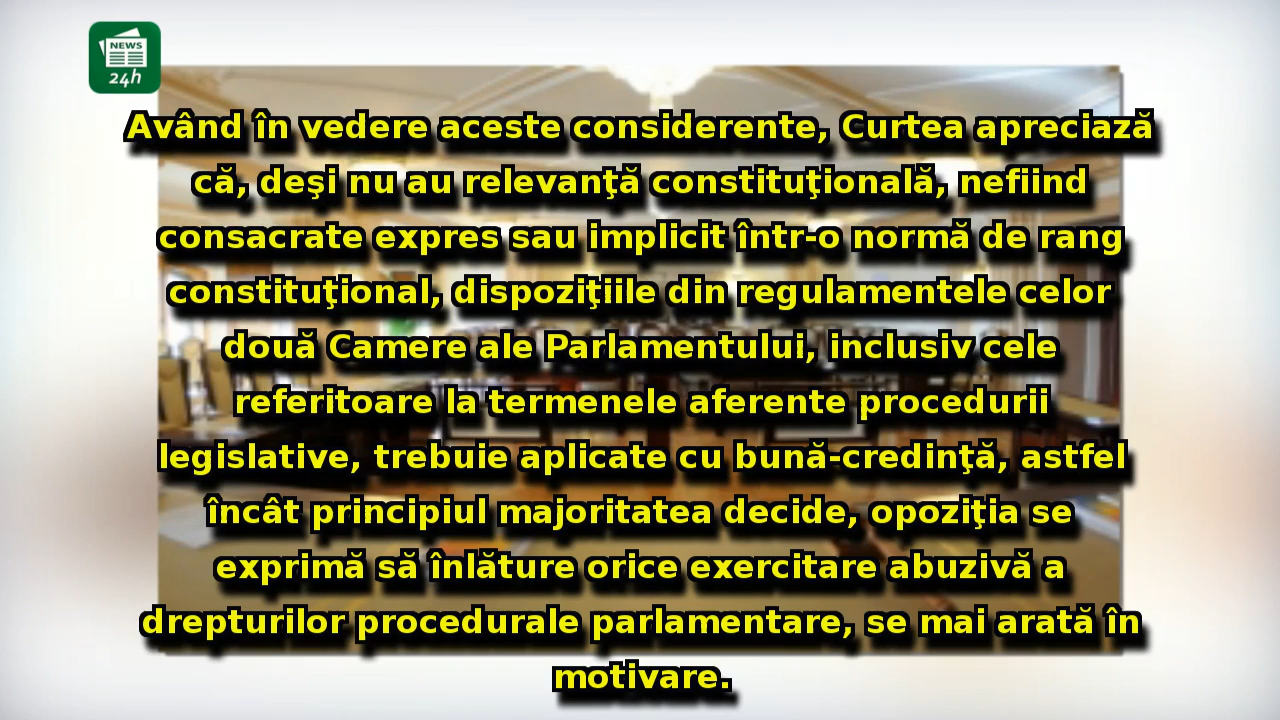 NEWS
24h
Având în vedere aceste considerente, Curtea apreciază
că, deşi nu au relevanţă constituţională, nefiind
consacrate expres sau implicit într-o normă de rang
constituţional, dispoziţiile din regulamentele celor
două Camere ale Parlamentului, inclusiv cele
referitoare la termenele aferente procedurii
legislative, trebuie aplicate cu bună-credinţă, astfel
încât principiul majoritatea decide, opoziţia se
exprimă să înlăture orice exercitare abuzivă a
drepturilor procedurale parlamentare, se mai arată în
motivare.